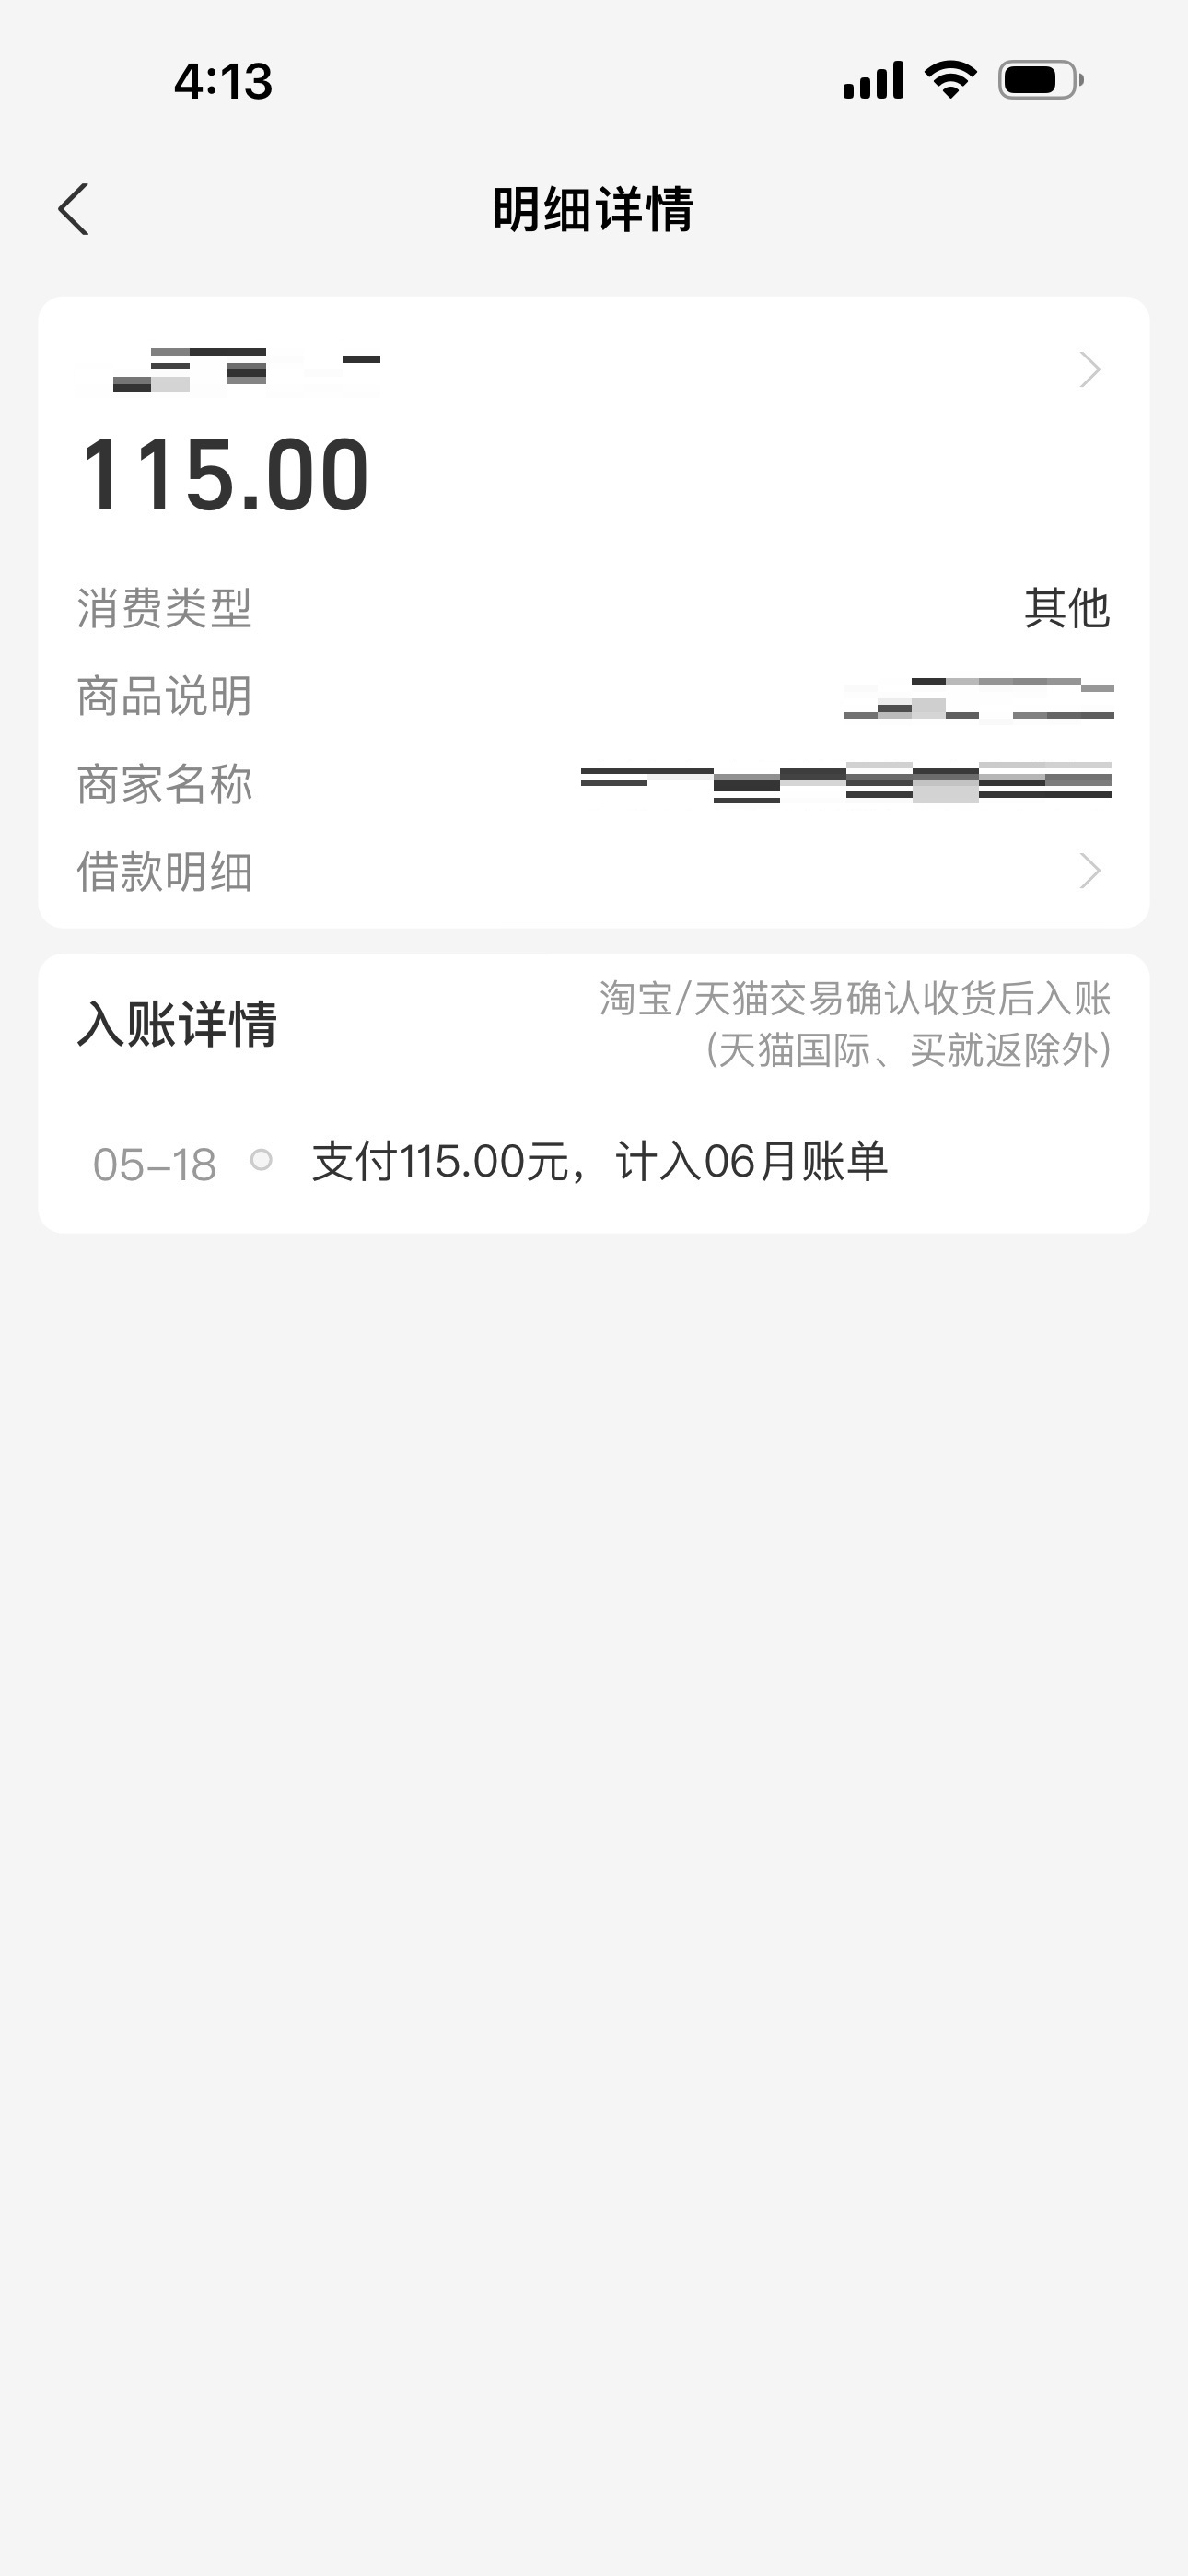 4:13
明细详情
115.00
消费类型 其他
商品说明
商家名称
借款明细
入账详情 淘宝/天猫交易确认收货后入账
(天猫国际、买就返除外)
05-18 支付115.00元，计入06月账单